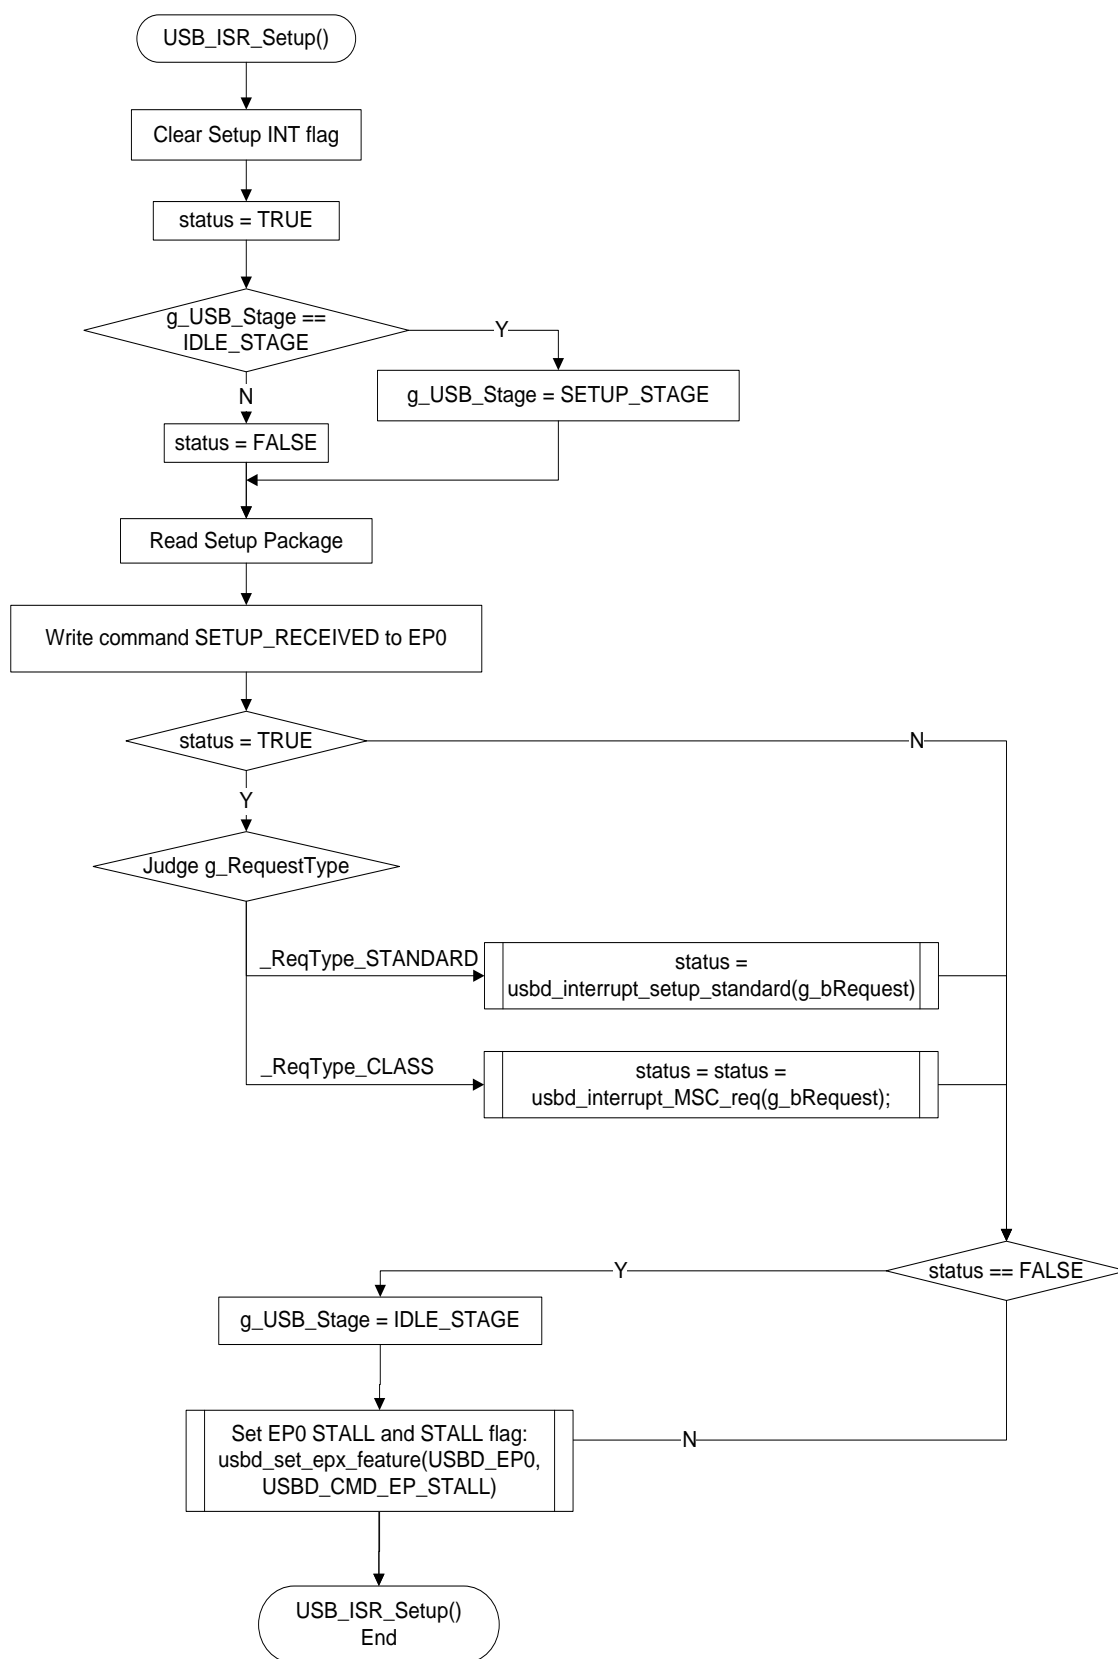 USB_ISR_Setup()
Clear Setup INT flag
status = TRUE
g_USB_Stage ==
IDLE_STAGE
Y
g_USB_Stage = SETUP_STAGE
N
status = FALSE
Read Setup Package
Write command SETUP_RECEIVED to EP0
status = TRUE
N
Y
Judge g_RequestType
_ReqType_STANDARD
status =
usbd_interrupt_setup_standard(g_bRequest)
_ReqType_CLASS
status = status =
usbd_interrupt_MSC_req(g_bRequest);
status == FALSE
Y
g_USB_Stage = IDLE_STAGE
Set EP0 STALL and STALL flag:
usbd_set_epx_feature(USBD_EP0,
USBD_CMD_EP_STALL)
N
USB_ISR_Setup()
End